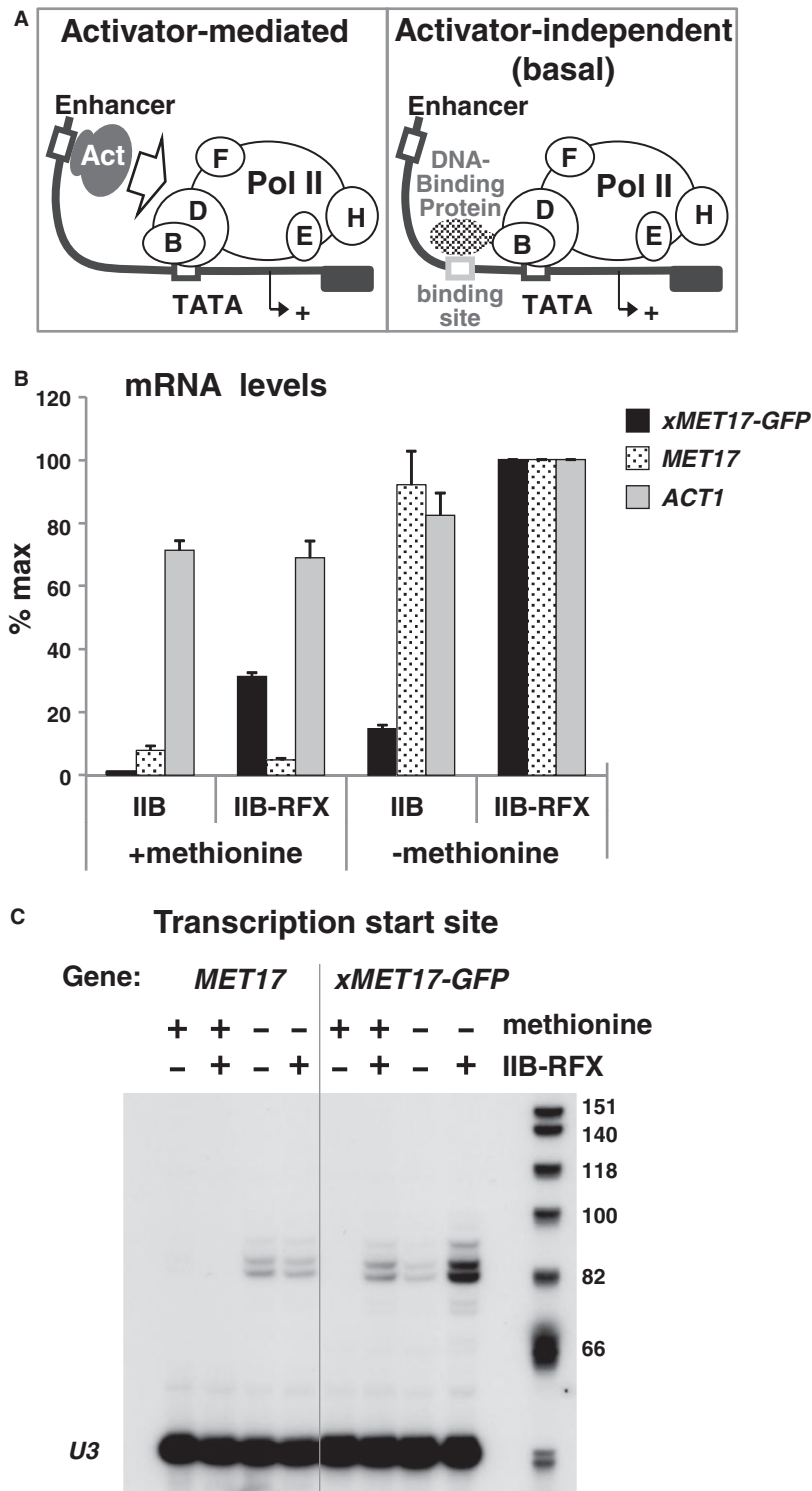 A
Activator-mediated
Enhancer
Act
F
Pol II
D
B
E
H
TATA
+
Activator-independent
(basal)
Enhancer
DNA-
Binding
Protein
F
Pol II
D
B
E
H
binding
site
TATA
+
B
mRNA levels
120
100
80
60
40
20
0
% max
xMET17-GFP
MET17
ACT1
IIB IIB-RFX IIB IIB-RFX
+methionine -methionine
C
Transcription start site
Gene: MET17 xMET17-GFP
+ + – – + + – – methionine
– + – + – + – + IIB-RFX
151
140
118
100
82
66
U3